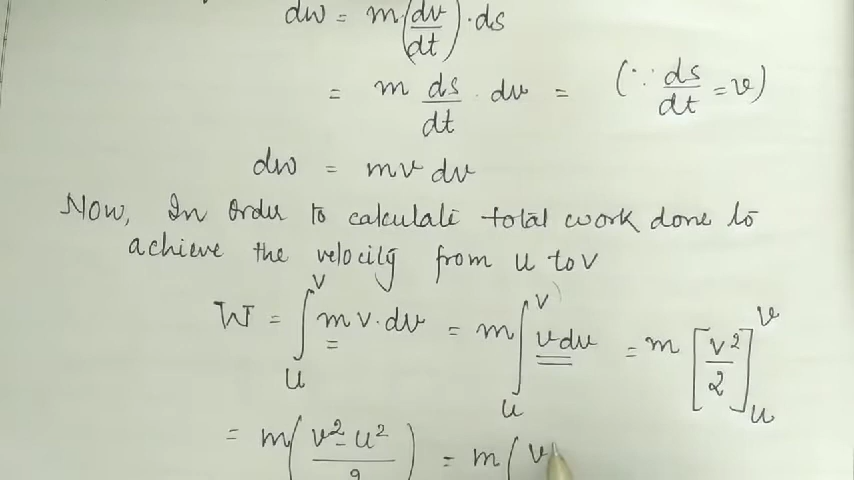 dw = m(dv/dt)·ds
= m ds/dt · dv = (∵ ds/dt = v)
dw = mv dv
Now, In Order to calculate total work done to
achieve the velocity from u to v
W = ∫_U^V mv·dv = m ∫_U^V vdv = m [v²/2]_U^V
= m(v² - u²/2) = m(v